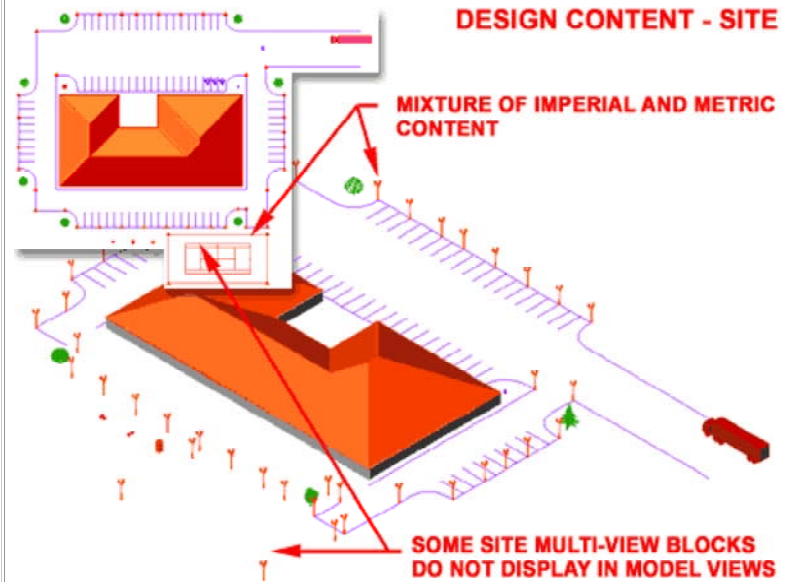 DESIGN CONTENT - SITE
MIXTURE OF IMPERIAL AND METRIC
CONTENT
SOME SITE MULTI-VIEW BLOCKS
DO NOT DISPLAY IN MODEL VIEWS